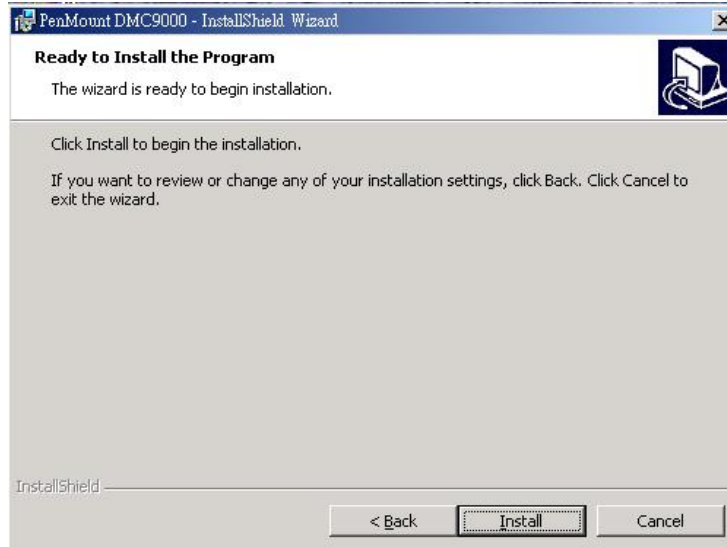 PenMount DMC9000 - InstallShield Wizard
Ready to Install the Program
The wizard is ready to begin installation.
Click Install to begin the installation.
If you want to review or change any of your installation settings, click Back. Click Cancel to
exit the wizard.
InstallShield
< Back Install Cancel